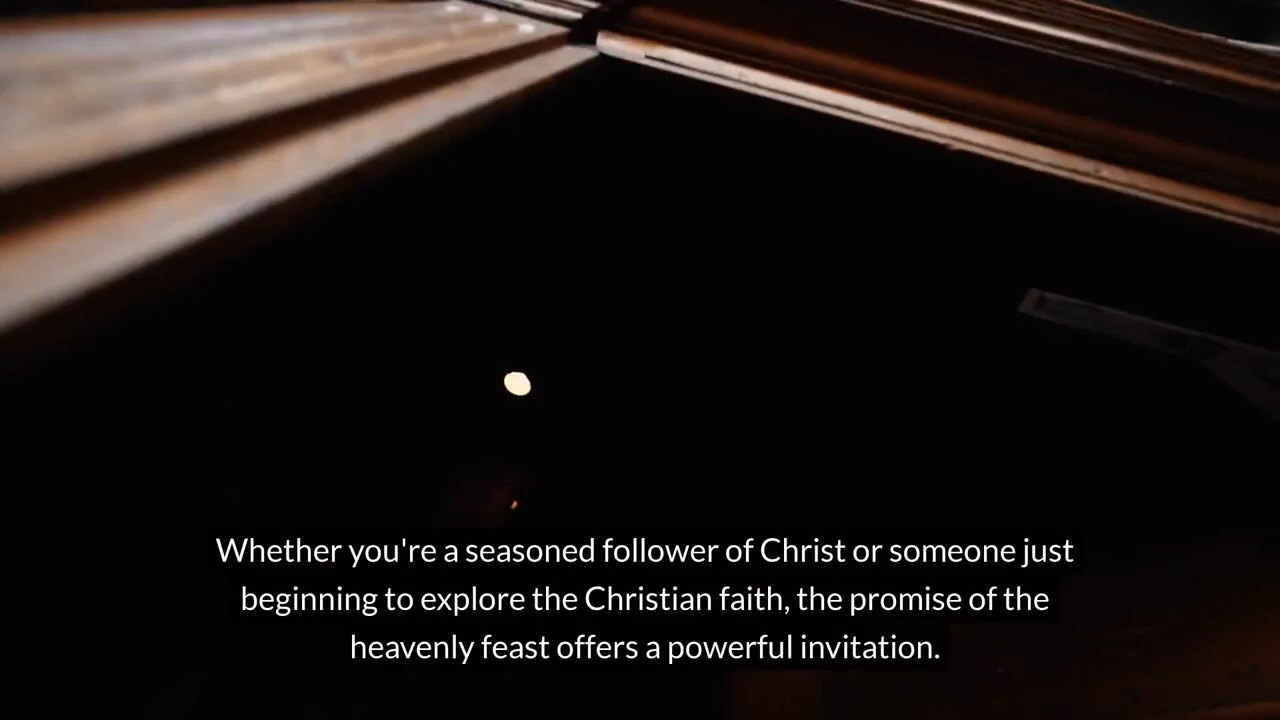 Whether you're a seasoned follower of Christ or someone just
beginning to explore the Christian faith, the promise of the
heavenly feast offers a powerful invitation.